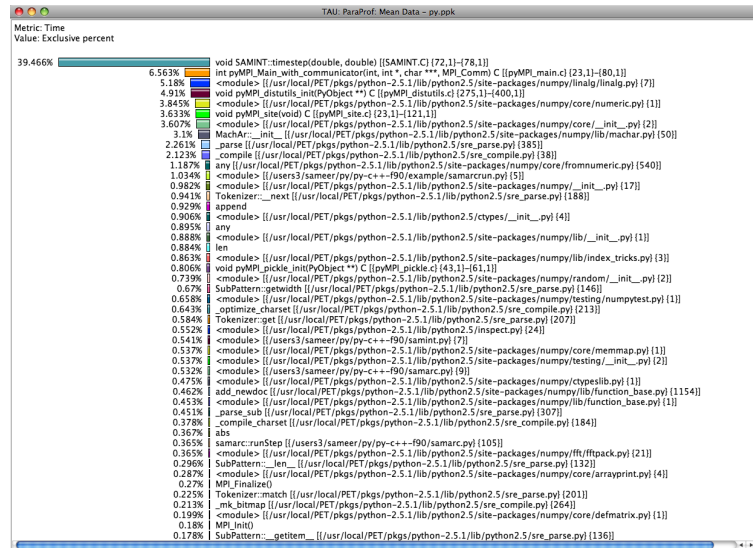 TAU: ParaProf: Mean Data - py.ppk
Metric: Time
Value: Exclusive percent
39.466% void SAMINT::timestep(double, double) [{SAMINT.C} {72,1}-{78,1}]
6.563% int pyMPI_Main_with_communicator(int, int *, char ***, MPI_Comm) C [{pyMPI_main.c} {23,1}-{80,1}]
5.18% <module> [{/usr/local/PET/pkgs/python-2.5.1/lib/python2.5/site-packages/numpy/linalg/linalg.py} {7}]
4.91% void pyMPI_distutils_init(PyObject **) C [{pyMPI_distutils.c} {275,1}-{400,1}]
3.845% <module> [{/usr/local/PET/pkgs/python-2.5.1/lib/python2.5/site-packages/numpy/core/numeric.py} {1}]
3.633% void pyMPI_site(void) C [{pyMPI_site.c} {23,1}-{121,1}]
3.607% <module> [{/usr/local/PET/pkgs/python-2.5.1/lib/python2.5/site-packages/numpy/core/__init__.py} {2}]
3.1% MachAr::__init__ [{/usr/local/PET/pkgs/python-2.5.1/lib/python2.5/site-packages/numpy/lib/machar.py} {50}]
2.261% _parse [{/usr/local/PET/pkgs/python-2.5.1/lib/python2.5/sre_parse.py} {385}]
2.123% _compile [{/usr/local/PET/pkgs/python-2.5.1/lib/python2.5/sre_compile.py} {38}]
1.187% any [{/usr/local/PET/pkgs/python-2.5.1/lib/python2.5/site-packages/numpy/core/fromnumeric.py} {540}]
1.034% <module> [{/users3/sameer/py/py-c++-f90/example/samarcrun.py} {5}]
0.982% <module> [{/usr/local/PET/pkgs/python-2.5.1/lib/python2.5/site-packages/numpy/__init__.py} {17}]
0.941% Tokenizer::__next [{/usr/local/PET/pkgs/python-2.5.1/lib/python2.5/sre_parse.py} {188}]
0.929% append
0.906% <module> [{/usr/local/PET/pkgs/python-2.5.1/lib/python2.5/ctypes/__init__.py} {4}]
0.895% any
0.888% <module> [{/usr/local/PET/pkgs/python-2.5.1/lib/python2.5/site-packages/numpy/lib/__init__.py} {1}]
0.884% len
0.863% <module> [{/usr/local/PET/pkgs/python-2.5.1/lib/python2.5/site-packages/numpy/lib/index_tricks.py} {3}]
0.806% void pyMPI_pickle_init(PyObject **) C [{pyMPI_pickle.c} {43,1}-{61,1}]
0.739% <module> [{/usr/local/PET/pkgs/python-2.5.1/lib/python2.5/site-packages/numpy/random/__init__.py} {2}]
0.67% SubPattern::getwidth [{/usr/local/PET/pkgs/python-2.5.1/lib/python2.5/sre_parse.py} {146}]
0.658% <module> [{/usr/local/PET/pkgs/python-2.5.1/lib/python2.5/site-packages/numpy/testing/numpytest.py} {1}]
0.643% _optimize_charset [{/usr/local/PET/pkgs/python-2.5.1/lib/python2.5/sre_compile.py} {213}]
0.584% Tokenizer::get [{/usr/local/PET/pkgs/python-2.5.1/lib/python2.5/sre_parse.py} {207}]
0.552% <module> [{/usr/local/PET/pkgs/python-2.5.1/lib/python2.5/inspect.py} {24}]
0.541% <module> [{/users3/sameer/py/py-c++-f90/samint.py} {7}]
0.537% <module> [{/usr/local/PET/pkgs/python-2.5.1/lib/python2.5/site-packages/numpy/core/memmap.py} {1}]
0.537% <module> [{/usr/local/PET/pkgs/python-2.5.1/lib/python2.5/site-packages/numpy/testing/__init__.py} {2}]
0.532% <module> [{/users3/sameer/py/py-c++-f90/samarc.py} {9}]
0.475% <module> [{/usr/local/PET/pkgs/python-2.5.1/lib/python2.5/site-packages/numpy/ctypeslib.py} {1}]
0.462% add_newdoc [{/usr/local/PET/pkgs/python-2.5.1/lib/python2.5/site-packages/numpy/lib/function_base.py} {1154}]
0.453% <module> [{/usr/local/PET/pkgs/python-2.5.1/lib/python2.5/site-packages/numpy/lib/function_base.py} {1}]
0.451% _parse_sub [{/usr/local/PET/pkgs/python-2.5.1/lib/python2.5/sre_parse.py} {307}]
0.378% _compile_charset [{/usr/local/PET/pkgs/python-2.5.1/lib/python2.5/sre_compile.py} {184}]
0.367% abs
0.365% samarc::runStep [{/users3/sameer/py/py-c++-f90/samarc.py} {105}]
0.365% <module> [{/usr/local/PET/pkgs/python-2.5.1/lib/python2.5/site-packages/numpy/fft/fftpack.py} {21}]
0.296% SubPattern::__len__ [{/usr/local/PET/pkgs/python-2.5.1/lib/python2.5/sre_parse.py} {132}]
0.287% <module> [{/usr/local/PET/pkgs/python-2.5.1/lib/python2.5/site-packages/numpy/core/arrayprint.py} {4}]
0.27% MPI_Finalize()
0.225% Tokenizer::match [{/usr/local/PET/pkgs/python-2.5.1/lib/python2.5/sre_parse.py} {201}]
0.213% _mk_bitmap [{/usr/local/PET/pkgs/python-2.5.1/lib/python2.5/sre_compile.py} {264}]
0.199% <module> [{/usr/local/PET/pkgs/python-2.5.1/lib/python2.5/site-packages/numpy/core/defmatrix.py} {1}]
0.18% MPI_Init()
0.178% SubPattern::__getitem__ [{/usr/local/PET/pkgs/python-2.5.1/lib/python2.5/sre_parse.py} {136}]